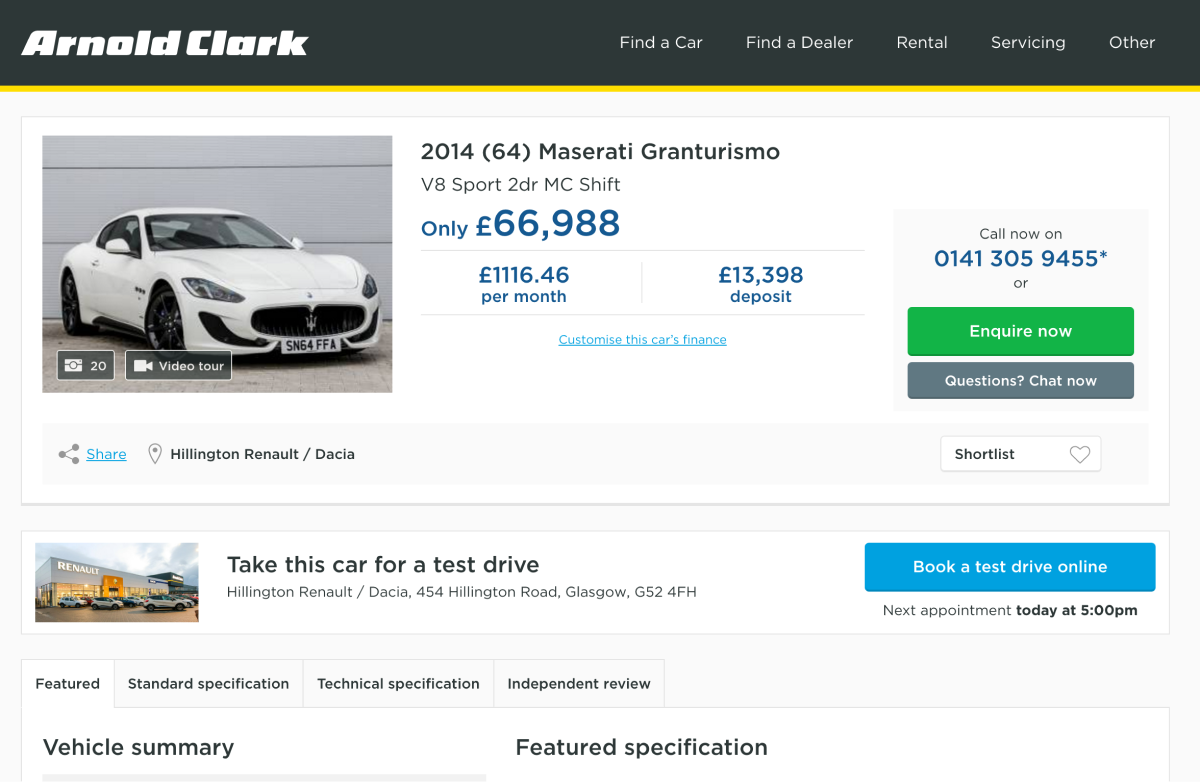 Arnold Clark
Find a Car
Find a Dealer
Rental
Servicing
Other
2014 (64) Maserati Granturismo
V8 Sport 2dr MC Shift
Only £66,988
£1116.46
per month
£13,398
deposit
Customise this car's finance
SN64 FFA
20
Video tour
Call now on
0141 305 9455*
or
Enquire now
Questions? Chat now
Share
Hillington Renault / Dacia
Shortlist
RENAULT
Take this car for a test drive
Hillington Renault / Dacia, 454 Hillington Road, Glasgow, G52 4FH
Book a test drive online
Next appointment today at 5:00pm
Featured
Standard specification
Technical specification
Independent review
Vehicle summary
Featured specification